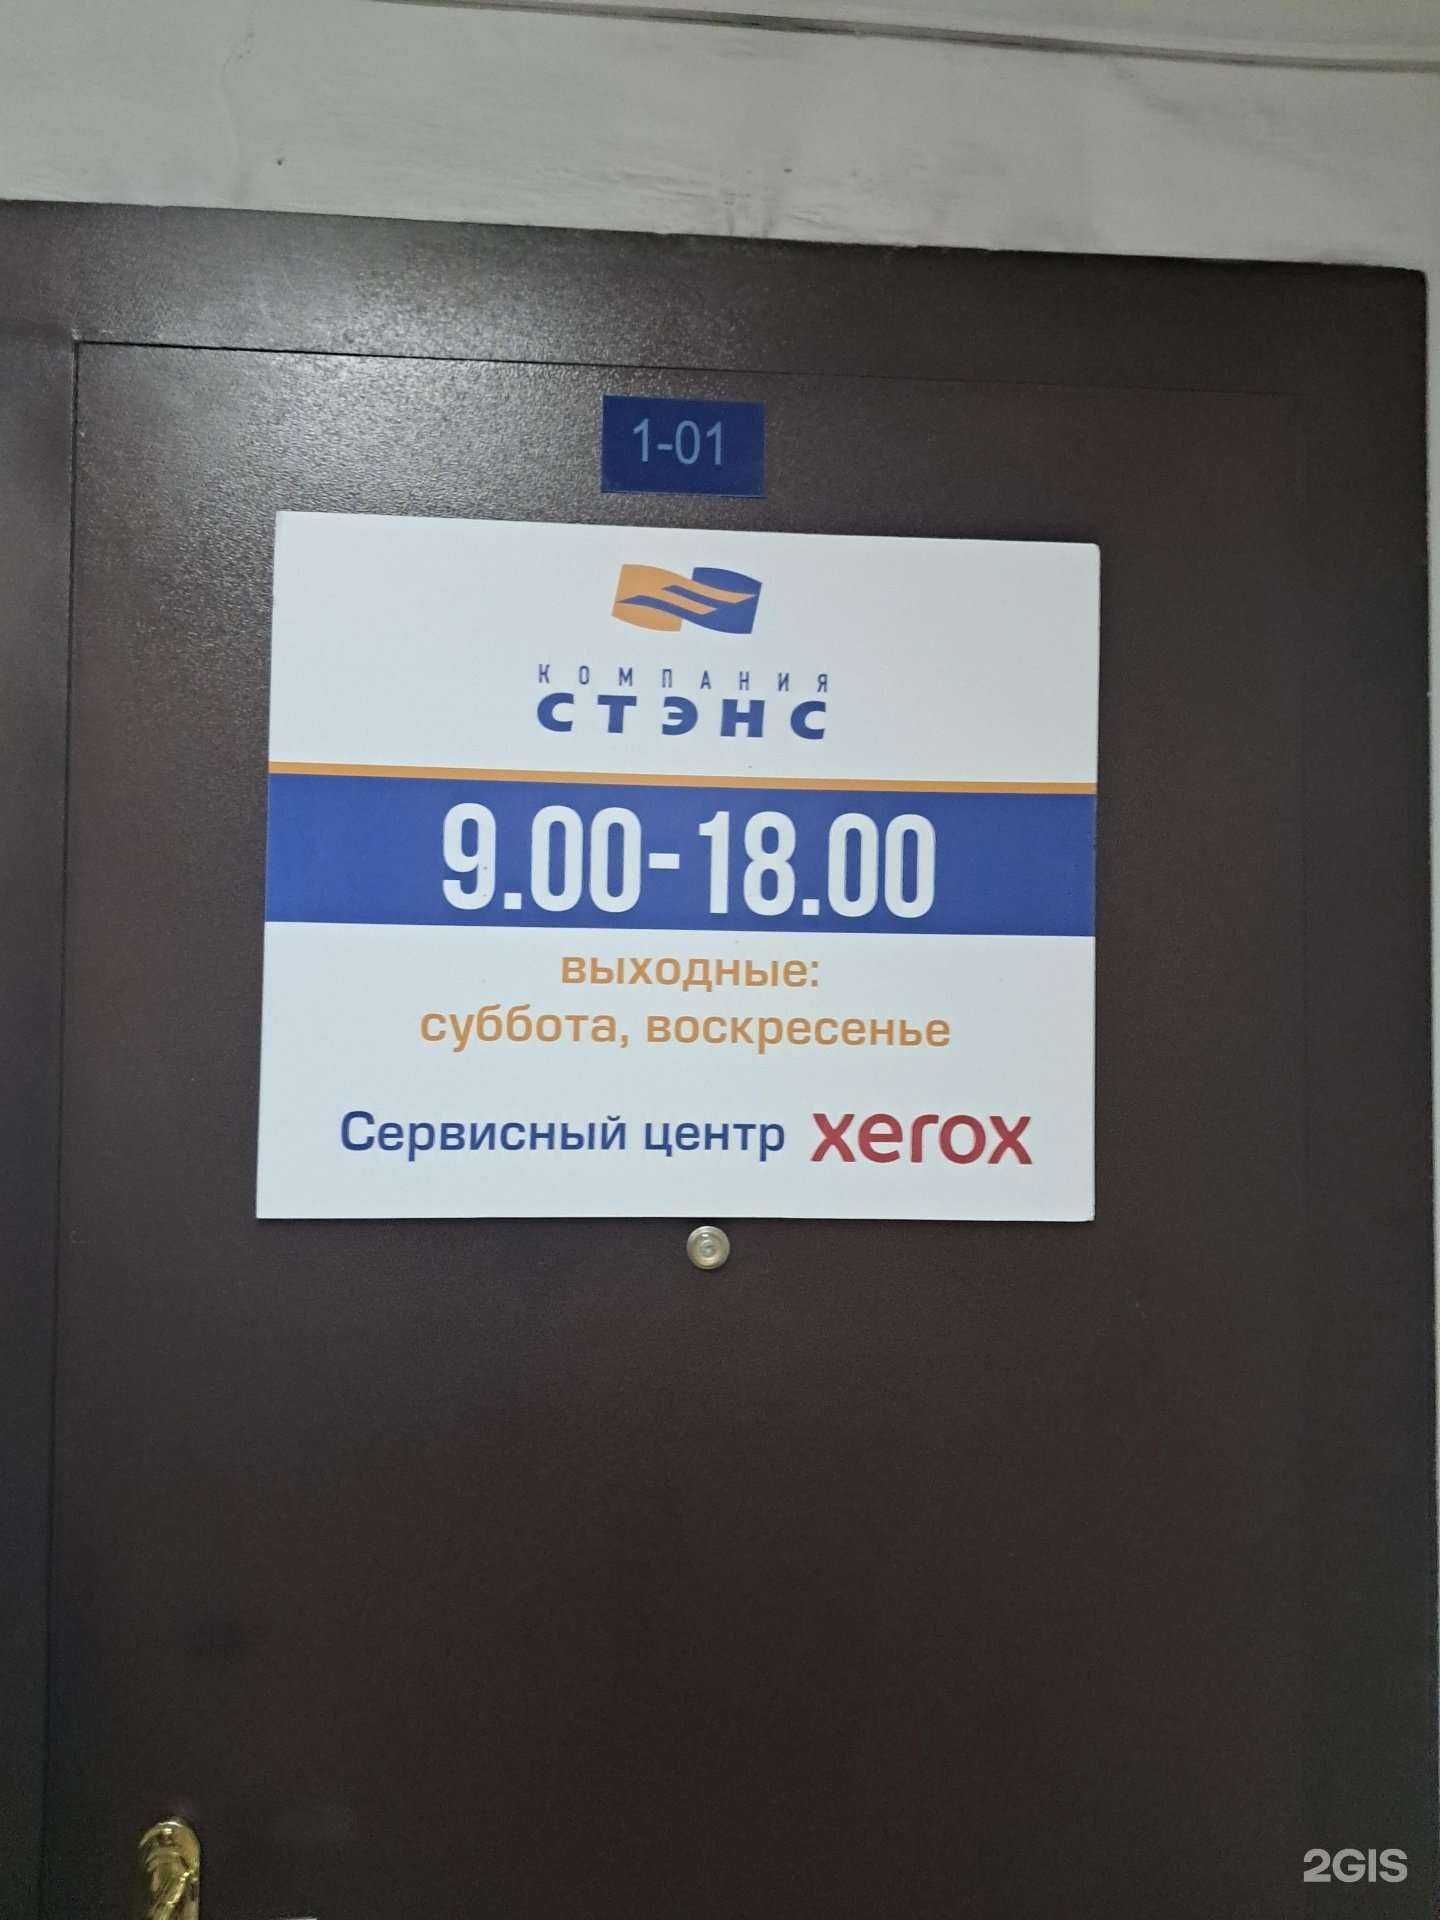 1-01
КОМПАНИЯ
СТЭНС
9.00-18.00
выходные:
суббота, воскресенье
Сервисный центр xerox
2GIS